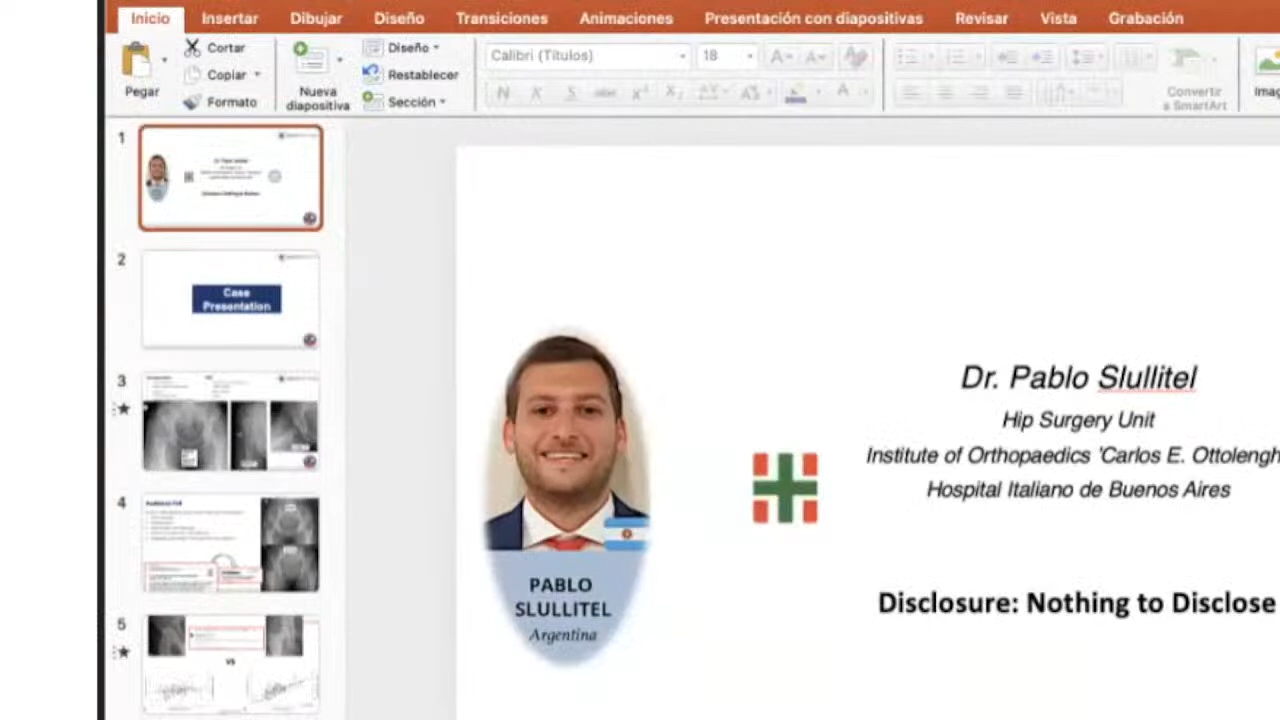 Inicio Insertar Dibujar Diseño Transiciones Animaciones Presentación con diapositivas Revisar Vista Grabación
Pegar
Cortar
Copiar
Formato
Nueva
diapositiva
Diseño
Restablecer
Sección
Calibri (Títulos) 18
Convertir
a SmartArt
1
2
Case
Presentation
3
4
5
VS
Dr. Pablo Slullitel
Hip Surgery Unit
Institute of Orthopaedics 'Carlos E. Ottolengh
Hospital Italiano de Buenos Aires
Disclosure: Nothing to Disclose
PABLO
SLULLITEL
Argentina